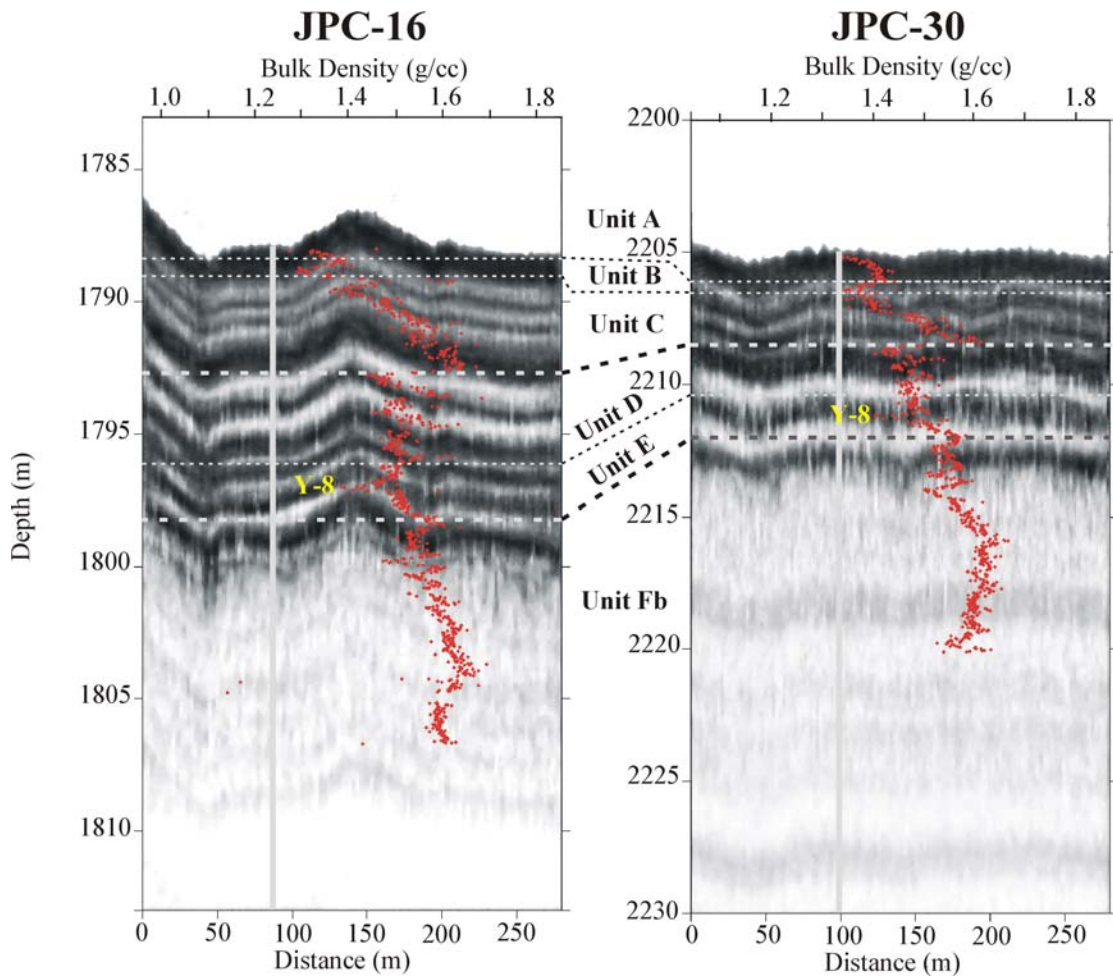 JPC-16
Bulk Density (g/cc)
1.0 1.2 1.4 1.6 1.8
JPC-30
Bulk Density (g/cc)
1.2 1.4 1.6 1.8
Depth (m)
1785
1790
1795
1800
1805
1810
Y-8
0 50 100 150 200 250
Distance (m)
Unit A
Unit B
Unit C
Unit D
Unit E
Unit Fb
2200
2205
2210
2215
2220
2225
2230
Y-8
0 50 100 150 200 250
Distance (m)